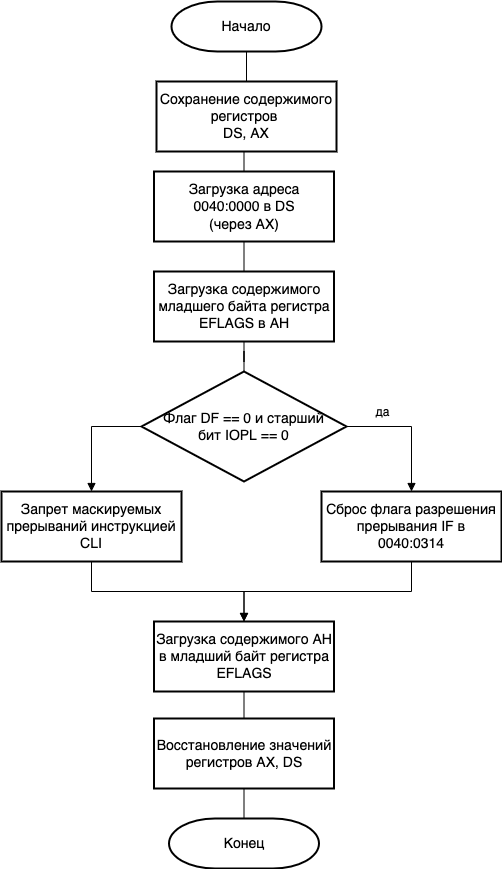 Начало
Сохранение содержимого
регистров
DS, AX
Загрузка адреса
0040:0000 в DS
(через AX)
Загрузка содержимого
младшего байта регистра
EFLAGS в AH
Флаг DF == 0 и старший
бит IOPL == 0
да
Запрет маскируемых
прерываний инструкцией
CLI
Сброс флага разрешения
прерывания IF в
0040:0314
Загрузка содержимого AH
в младший байт регистра
EFLAGS
Восстановление значений
регистров AX, DS
Конец